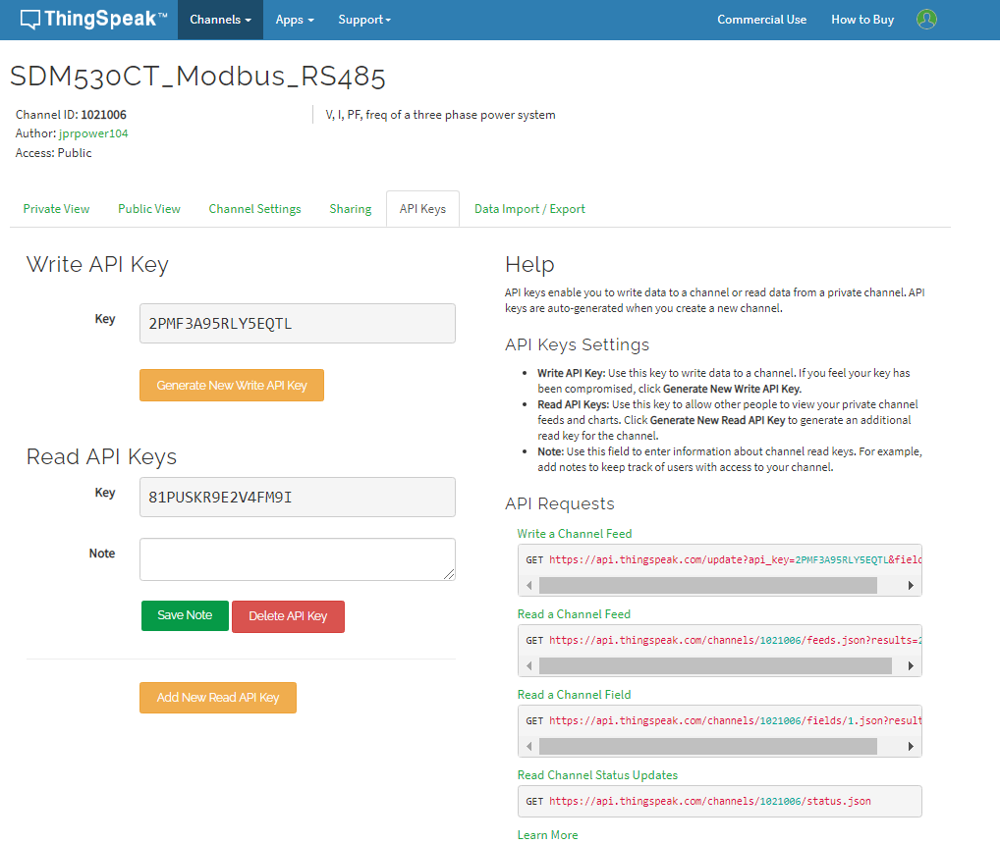 ThingSpeak™ Channels Apps Support Commercial Use How to Buy
SDM530CT_Modbus_RS485
Channel ID: 1021006
Author: jprpower104
Access: Public
V, I, PF, freq of a three phase power system
Private View Public View Channel Settings Sharing API Keys Data Import / Export
Write API Key
Key
2PMF3A95RLY5EQTL
Generate New Write API Key
Read API Keys
Key
81PUSKR9E2V4FM9I
Note
Save Note Delete API Key
Add New Read API Key
Help
API keys enable you to write data to a channel or read data from a private channel. API
keys are auto-generated when you create a new channel.
API Keys Settings
• Write API Key: Use this key to write data to a channel. If you feel your key has
been compromised, click Generate New Write API Key.
• Read API Keys: Use this key to allow other people to view your private channel
feeds and charts. Click Generate New Read API Key to generate an additional
read key for the channel.
• Note: Use this field to enter information about channel read keys. For example,
add notes to keep track of users with access to your channel.
API Requests
Write a Channel Feed
GET https://api.thingspeak.com/update?api_key=2PMF3A95RLY5EQTL&field
Read a Channel Feed
GET https://api.thingspeak.com/channels/1021006/feeds.json?results=2
Read a Channel Field
GET https://api.thingspeak.com/channels/1021006/fields/1.json?result
Read Channel Status Updates
GET https://api.thingspeak.com/channels/1021006/status.json
Learn More